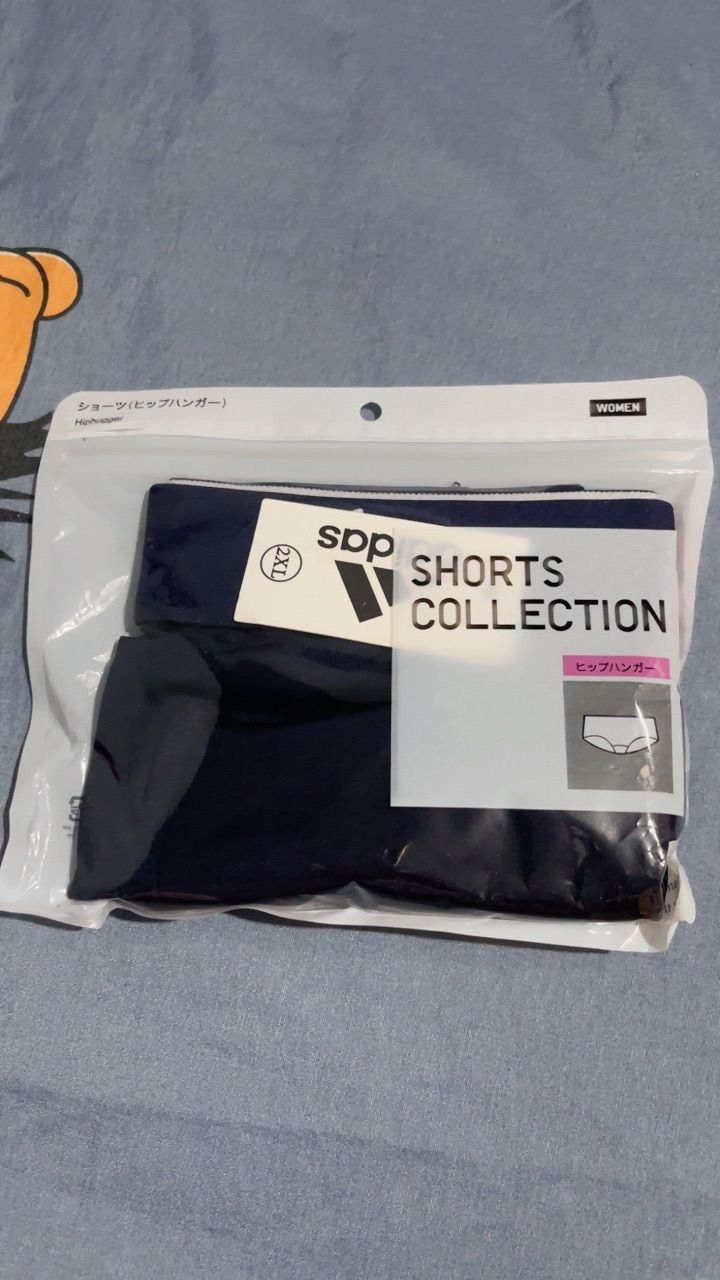 ショーツ(ヒップハンガー)
Hiphugger
WOMEN
2XL
adidas
SHORTS
COLLECTION
ヒップハンガー